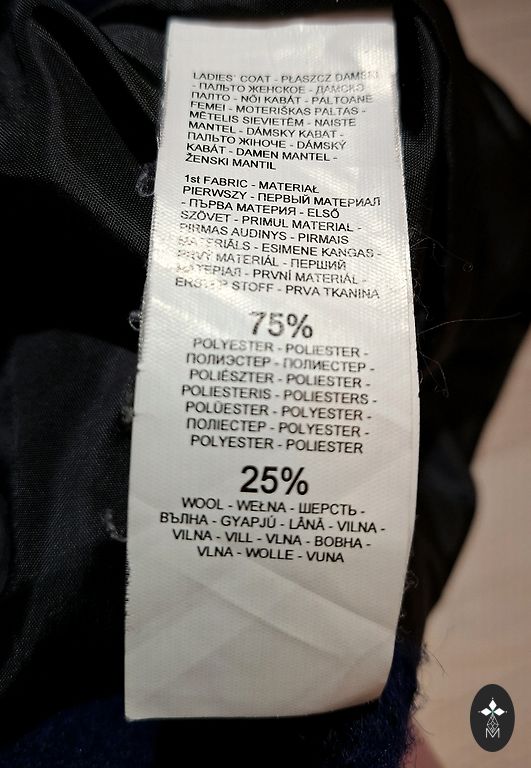 LADIES' COAT - PŁASZCZ DAMSKI
- ПАЛЬТО ЖЕНСКОЕ - ДАМСКО
ПАЛТО - NŐI KABÁT - PALTOANE
FEMEI - MOTERIŠKAS PALTAS -
MĒTELIS SIEVIETĒM - NAISTE
MANTEL - DÁMSKY KABAT -
ПАЛЬТО ЖІНОЧЕ - DÁMSKÝ
KABÁT - DAMEN MANTEL -
ŽENSKI MANTIL
1st FABRIC - MATERIAŁ
PIERWSZY - ПЕРВЫЙ МАТЕРИАЛ
- ПЪРВА МАТЕРИЯ - ELSŐ
SZÖVET - PRIMUL MATERIAL -
PIRMAS AUDINYS - PIRMAIS
MATERIĀLS - ESIMENE KANGAS -
PRVÝ MATERIÁL - ПЕРШИЙ
МАТЕРІАЛ - PRVNÍ MATERIÁL -
ERSTER STOFF - PRVA TKANINA
75%
POLYESTER - POLIESTER -
ПОЛИЭСТЕР - ПОЛИЕСТЕР -
POLIÉSZTER - POLIESTER -
POLIESTERIS - POLIESTERS -
POLÜESTER - POLYESTER -
ПОЛІЕСТЕР - POLYESTER -
POLYESTER - POLIESTER
25%
WOOL - WEŁNA - ШЕРСТЬ -
ВЪЛНА - GYAPJÚ - LÂNĂ - VILNA -
VILNA - VILL - VLNA - ВОВНА -
VLNA - WOLLE - VUNA